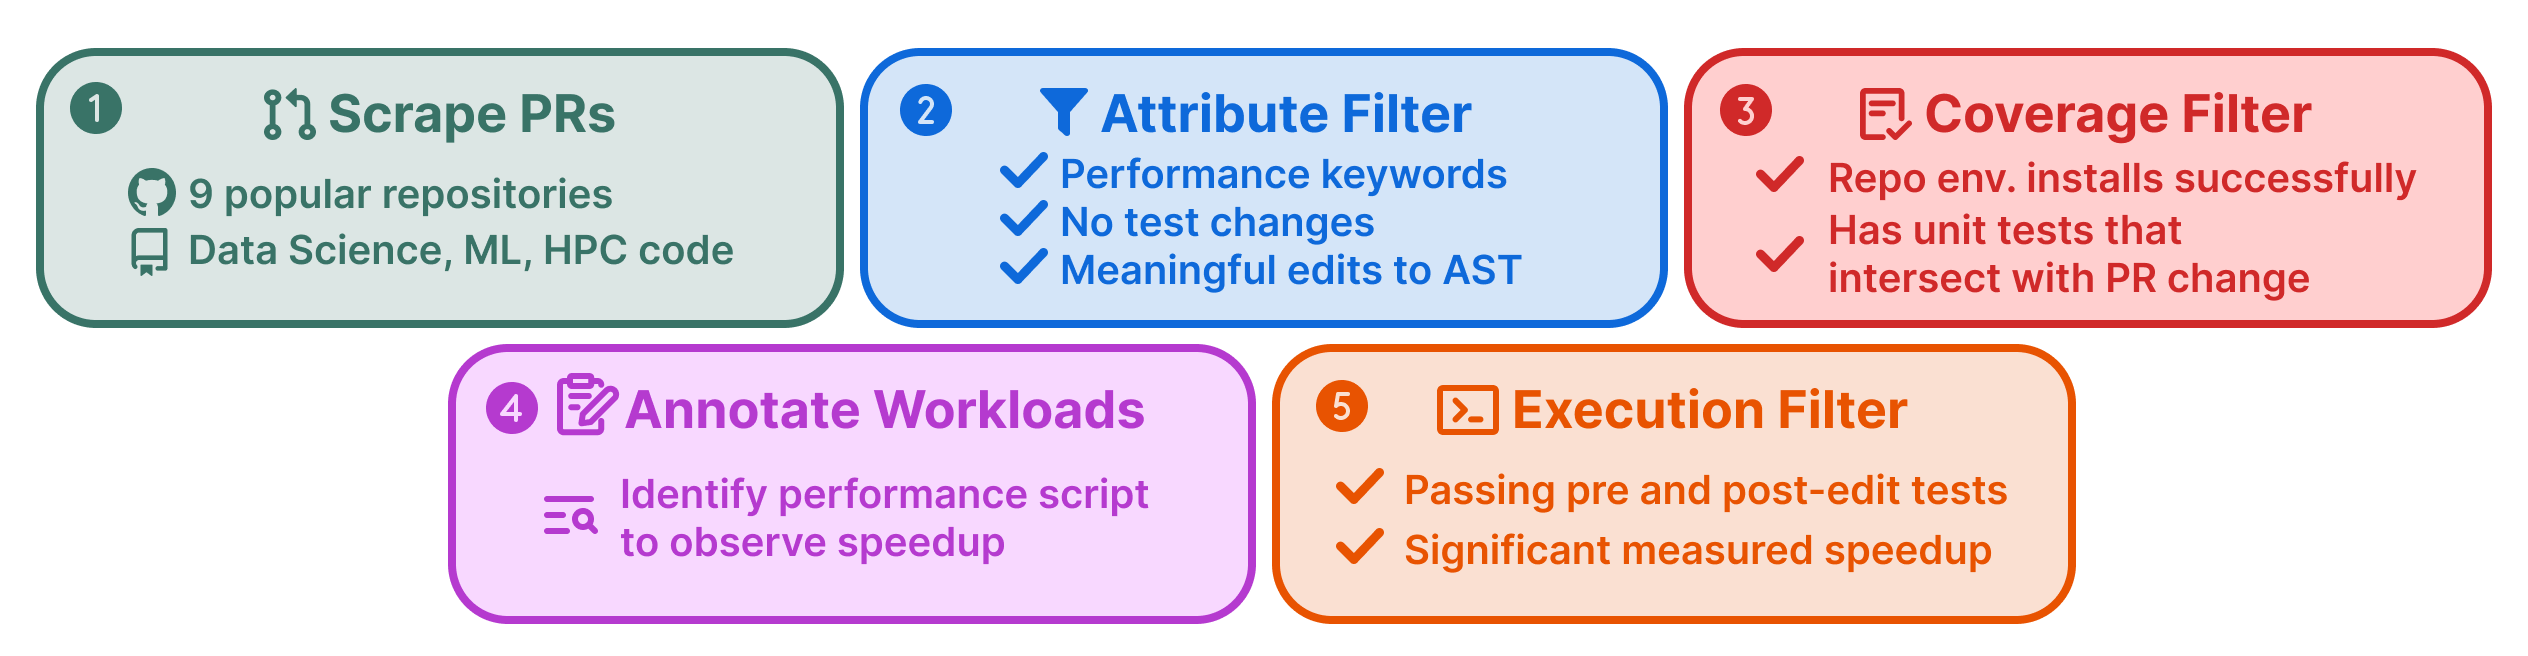 1 Scrape PRs
9 popular repositories
Data Science, ML, HPC code
2 Attribute Filter
Performance keywords
No test changes
Meaningful edits to AST
3 Coverage Filter
Repo env. installs successfully
Has unit tests that
intersect with PR change
4 Annotate Workloads
Identify performance script
to observe speedup
5 Execution Filter
Passing pre and post-edit tests
Significant measured speedup